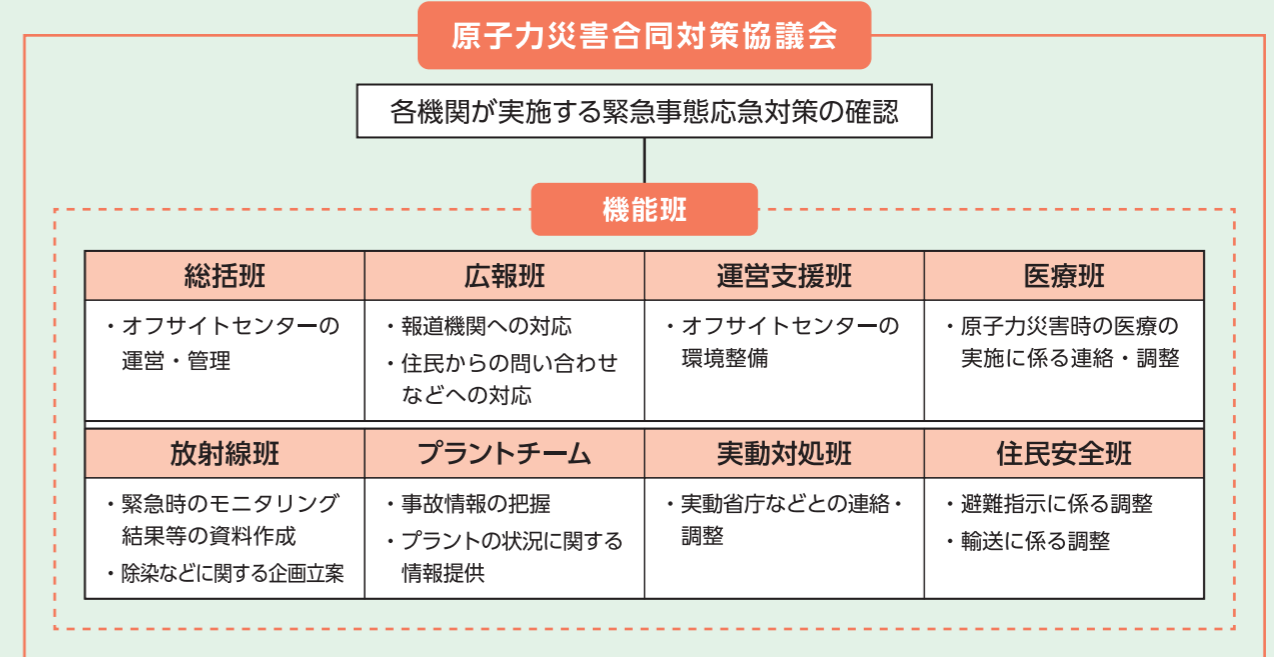 原子力災害合同対策協議会
各機関が実施する緊急事態応急対策の確認
機能班
総括班
・オフサイトセンターの
運営・管理
広報班
・報道機関への対応
・住民からの問い合わせ
などへの対応
運営支援班
・オフサイトセンターの
環境整備
医療班
・原子力災害時の医療の
実施に係る連絡・調整
放射線班
・緊急時のモニタリング
結果等の資料作成
・除染などに関する企画立案
プラントチーム
・事故情報の把握
・プラントの状況に関する
情報提供
実動対処班
・実動省庁などとの連絡・
調整
住民安全班
・避難指示に係る調整
・輸送に係る調整